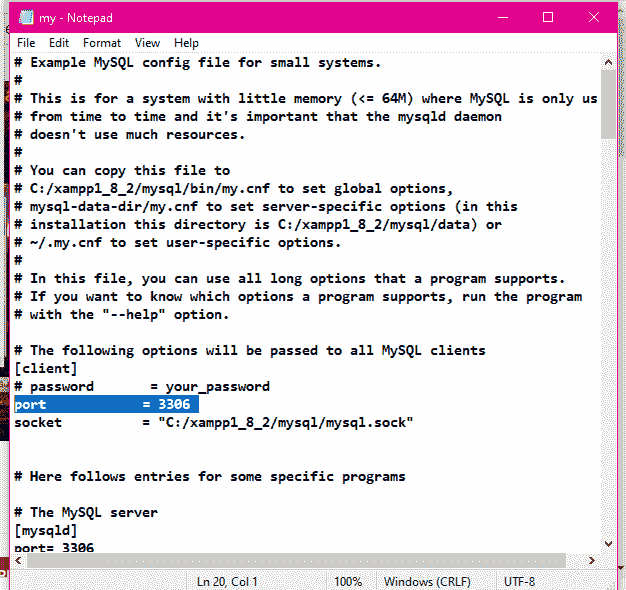 my - Notepad
File Edit Format View Help
# Example MySQL config file for small systems.
#
# This is for a system with little memory (<= 64M) where MySQL is only us
# from time to time and it's important that the mysqld daemon
# doesn't use much resources.
#
# You can copy this file to
# C:/xampp1_8_2/mysql/bin/my.cnf to set global options,
# mysql-data-dir/my.cnf to set server-specific options (in this
# installation this directory is C:/xampp1_8_2/mysql/data) or
# ~/.my.cnf to set user-specific options.
#
# In this file, you can use all long options that a program supports.
# If you want to know which options a program supports, run the program
# with the "--help" option.
# The following options will be passed to all MySQL clients
[client]
# password       = your_password
port            = 3306
socket          = "C:/xampp1_8_2/mysql/mysql.sock"
# Here follows entries for some specific programs
# The MySQL server
[mysqld]
port= 3306
Ln 20, Col 1 100% Windows (CRLF) UTF-8